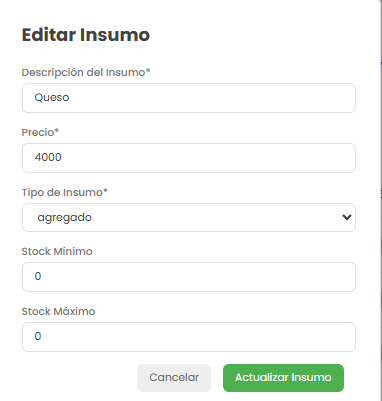 Editar Insumo
Descripción del Insumo*
Queso
Precio*
4000
Tipo de Insumo*
agregado
Stock Mínimo
0
Stock Máximo
0
Cancelar Actualizar Insumo